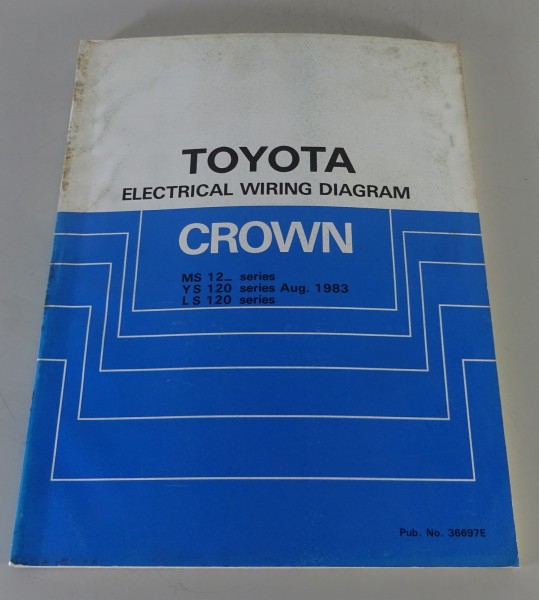 TOYOTA
ELECTRICAL WIRING DIAGRAM
CROWN
MS 12_ series
YS 120 series Aug. 1983
LS 120 series
Pub. No. 36697E